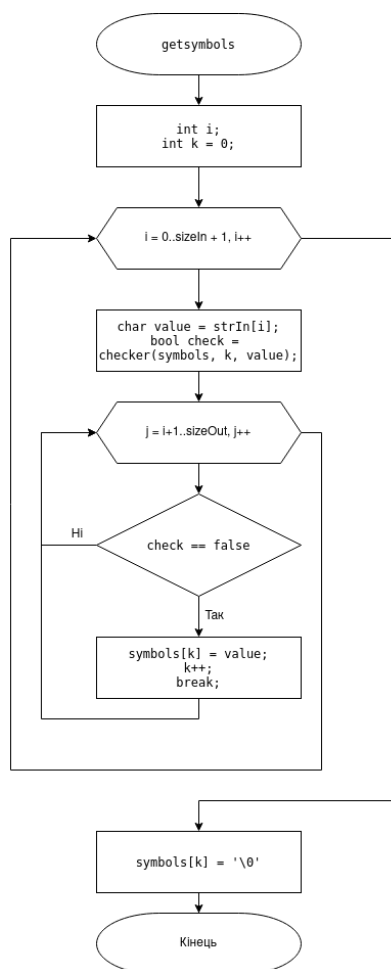 getsymbols
int i;
int k = 0;
i = 0..sizeIn + 1, i++
char value = strIn[i];
bool check =
checker(symbols, k, value);
j = i+1..sizeOut, j++
Ні
check == false
Так
symbols[k] = value;
k++;
break;
symbols[k] = '\0'
Кінець